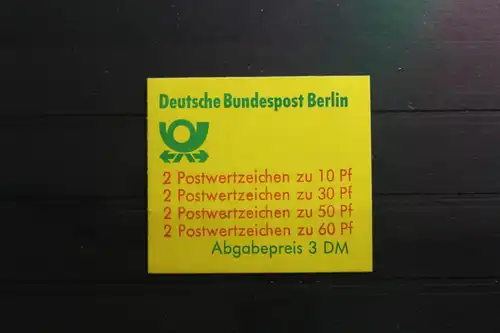 Deutsche Bundespost Berlin
2 Postwertzeichen zu 10 Pf
2 Postwertzeichen zu 30 Pf
2 Postwertzeichen zu 50 Pf
2 Postwertzeichen zu 60 Pf
Abgabepreis 3 DM